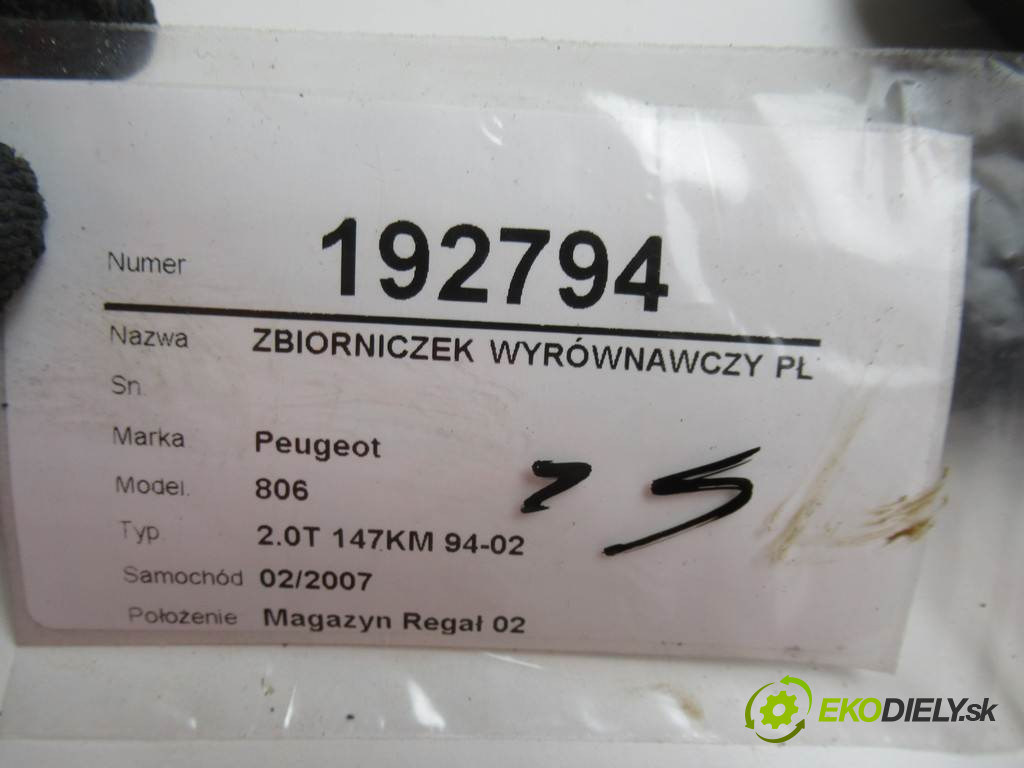 Numer 192794
Nazwa ZBIORNICZEK WYRÓWNAWCZY PŁ
Sn.
Marka Peugeot
Model. 806
Typ 2.0T 147KM 94-02
Samochód 02/2007
Położenie Magazyn Regał 02
25
EKODIELY.sk